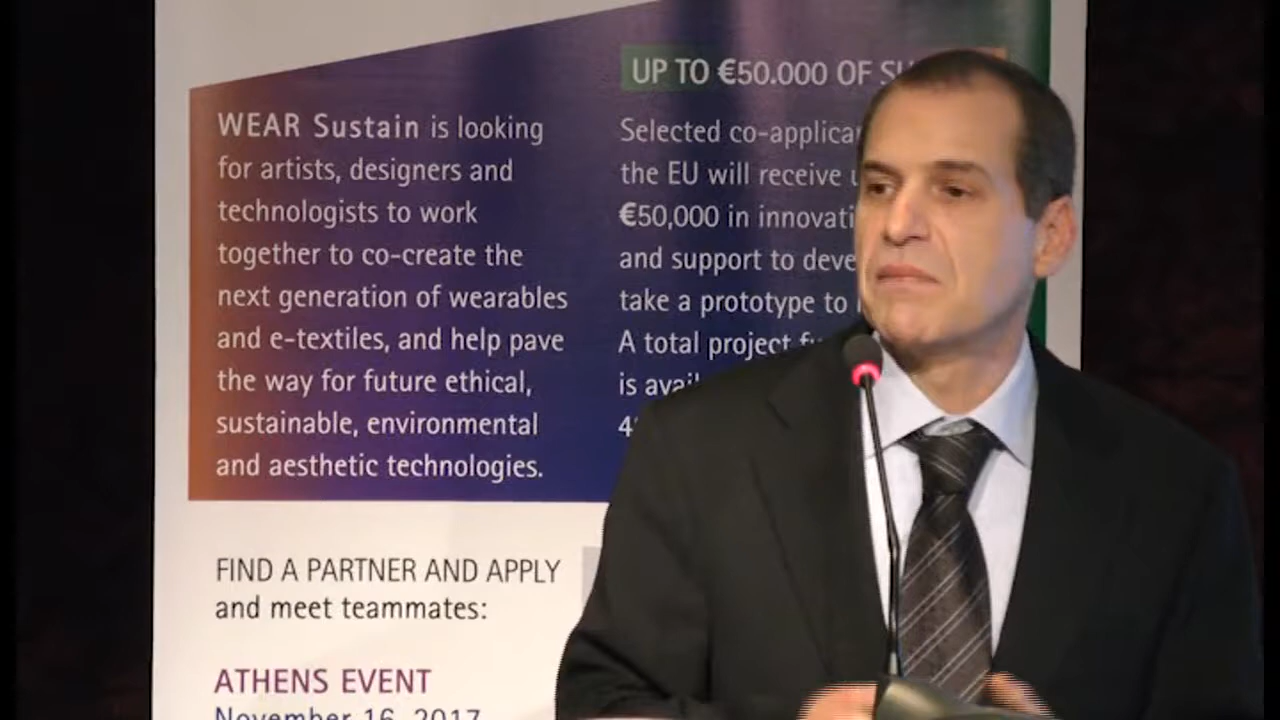 WEAR Sustain is looking
for artists, designers and
technologists to work
together to co-create the
next generation of wearables
and e-textiles, and help pave
the way for future ethical,
sustainable, environmental
and aesthetic technologies.
UP TO €50.000 OF
Selected
the EU will receive
€50,000 in
and support to
take a prototype to
A total project
is
FIND A PARTNER AND APPLY
and meet teammates:
ATHENS EVENT
November 16, 2017